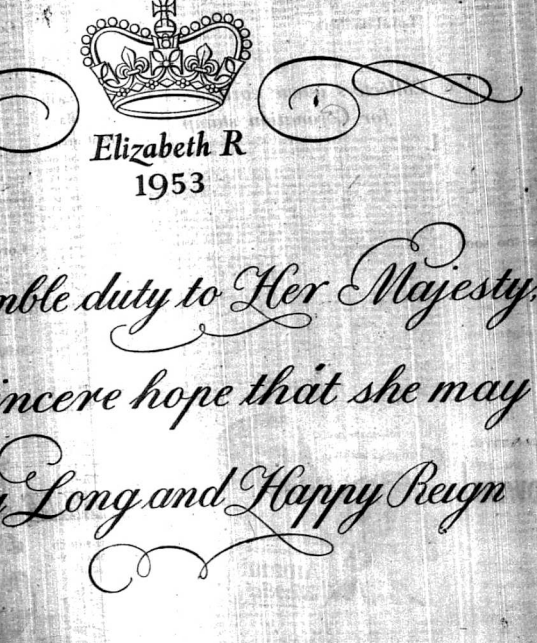 Elizabeth R
1953
mble duty to Her Majesty,
incere hope that she may
Long and Happy Reign